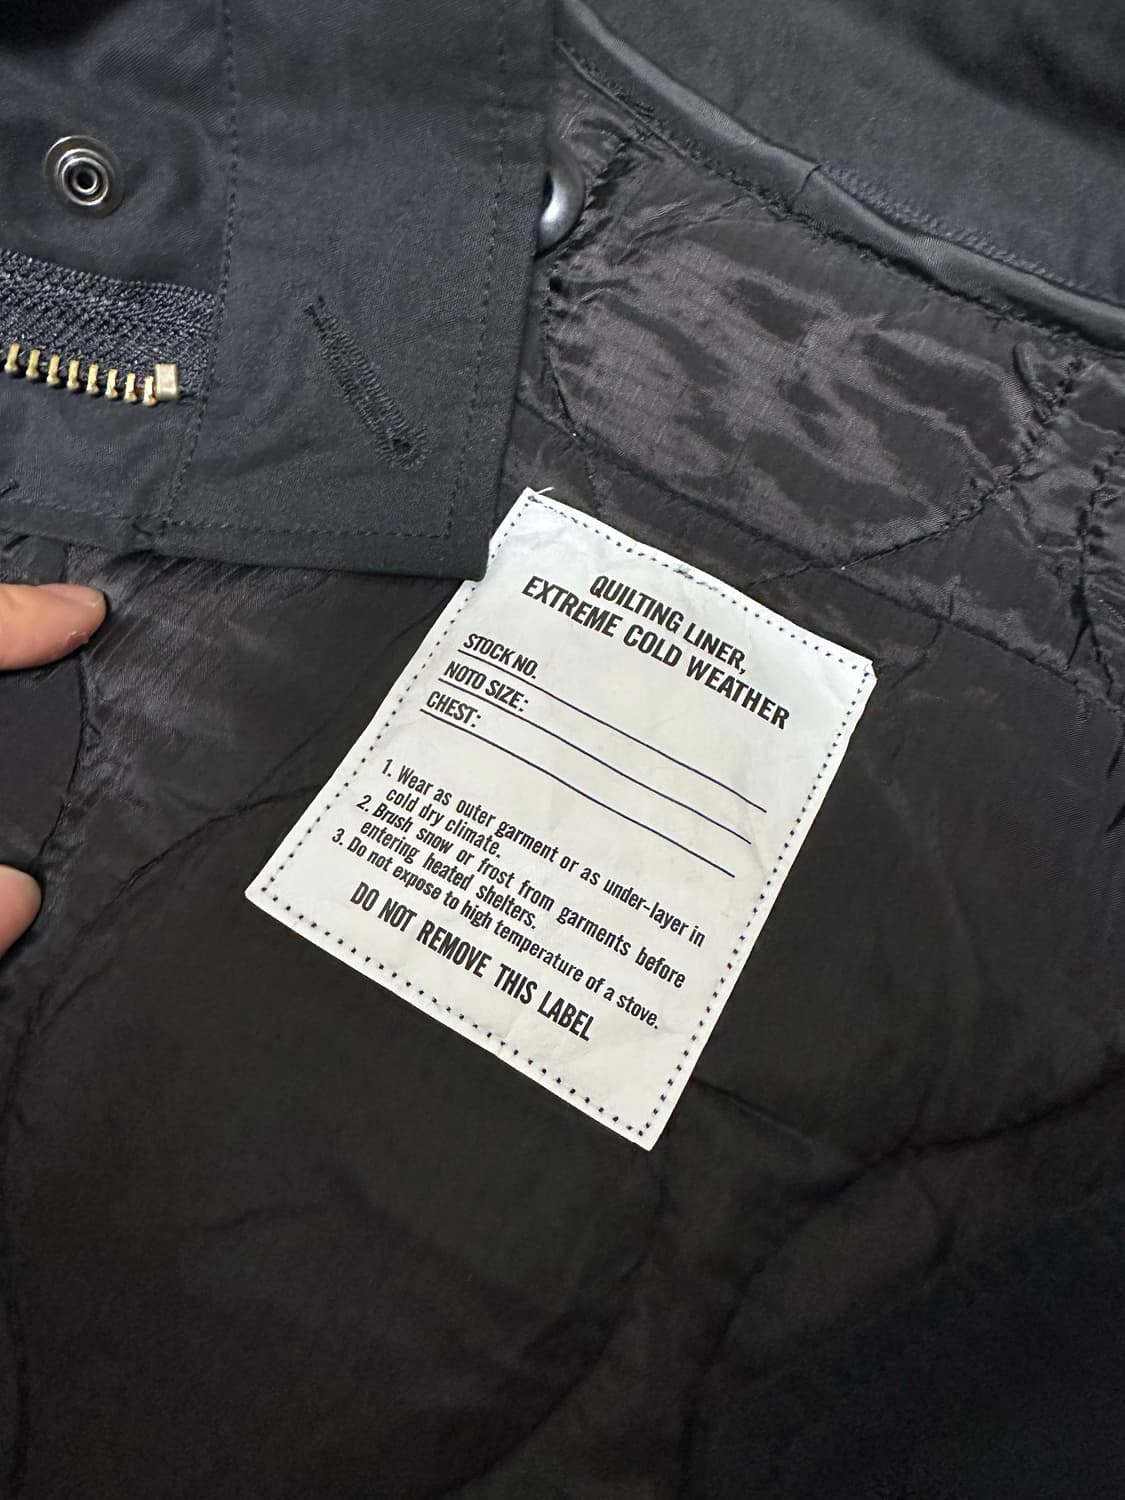 QUILTING LINER,
EXTREME COLD WEATHER
STOCK NO.
NOTO SIZE:
CHEST:
1. Wear as outer garment or as under-layer in
cold dry climate.
2. Brush snow or frost from garments before
entering heated shelters.
3. Do not expose to high temperature of a stove.
DO NOT REMOVE THIS LABEL